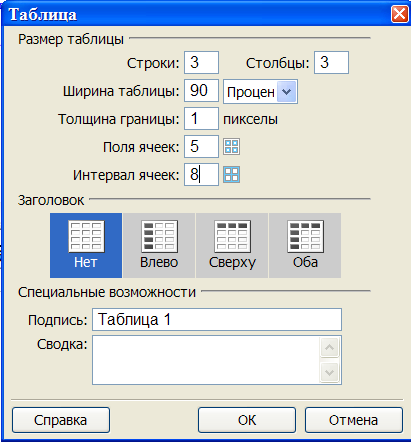 Таблица
Размер таблицы
Строки: 3 Столбцы: 3
Ширина таблицы: 90 Процен
Толщина границы: 1 пикселы
Поля ячеек: 5
Интервал ячеек: 8
Заголовок
Нет Влево Сверху Оба
Специальные возможности
Подпись: Таблица 1
Сводка:
Справка ОК Отмена